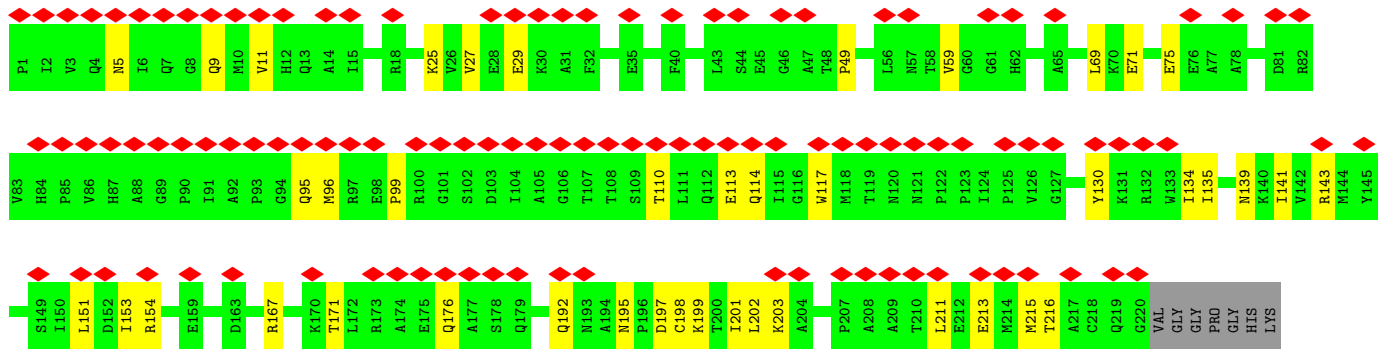 P1 I2 V3 Q4 N5 I6 Q7 G8 Q9 M10 V11 H12 Q13 A14 I15 R18 K25 V26 V27 E28 E29 K30 A31 F32 E35 F40 L43 S44 E45 G46 A47 T48 P49 L56 N57 T58 V59 G60 G61 H62 A65 L69 K70 E71 E75 E76 A77 A78 D81 R82
V83 H84 P85 V86 H87 A88 G89 P90 I91 A92 P93 G94 Q95 M96 R97 E98 P99 R100 G101 S102 D103 I104 A105 G106 T107 T108 S109 T110 L111 Q112 E113 Q114 I115 G116 W117 M118 T119 N120 N121 P122 P123 I124 P125 V126 G127 Y130 K131 R132 W133 I134 I135 N139 K140 I141 V142 R143 M144 Y145
S149 I150 L151 D152 I153 R154 E159 D163 R167 K170 T171 L172 R173 A174 E175 Q176 A177 S178 Q179 Q192 N193 A194 N195 P196 D197 C198 K199 T200 I201 L202 K203 A204 P207 A208 A209 T210 L211 E212 E213 M214 M215 T216 A217 C218 Q219 G220 VAL GLY GLY PRO GLY HIS LYS